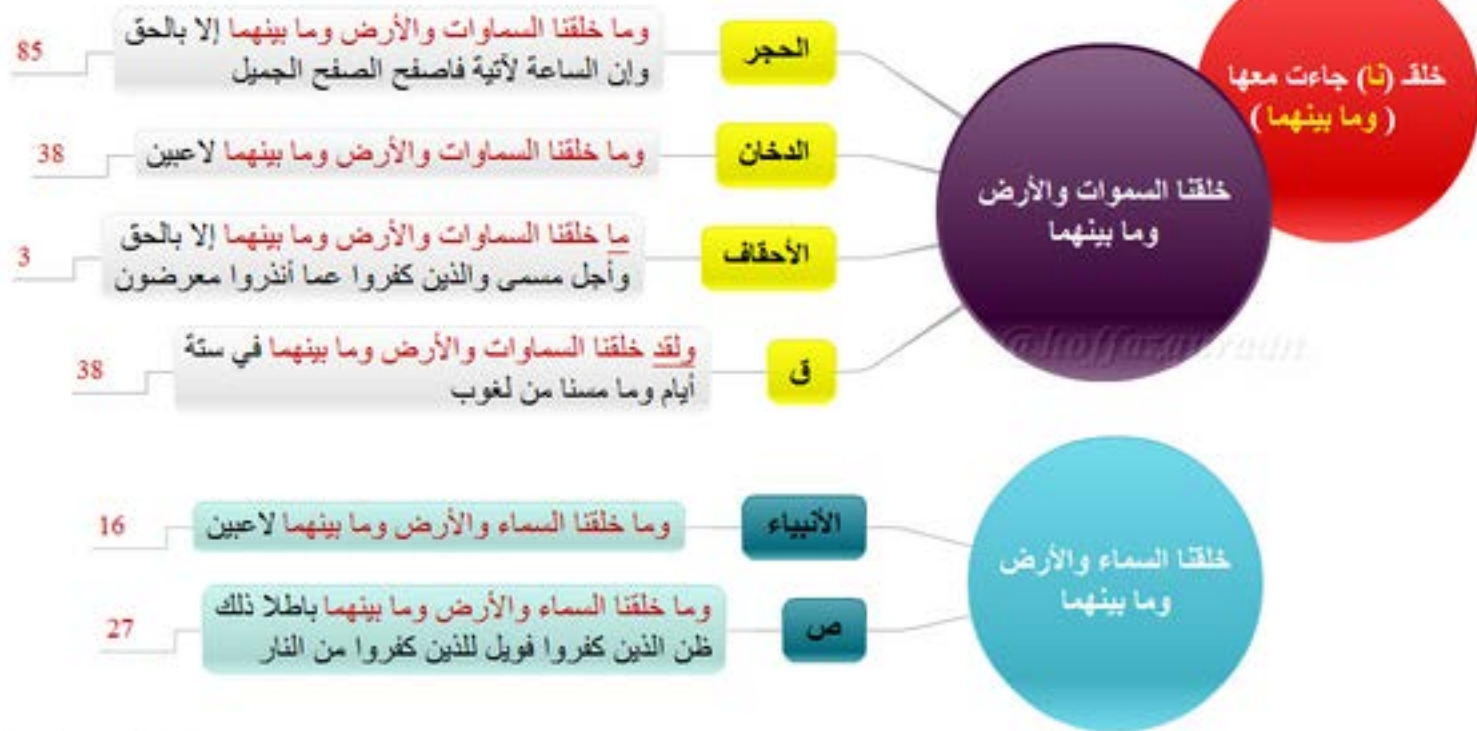 خلقـ (نا) جاءت معها
( وما بينهما )
خلقنا السموات والأرض
وما بينهما
الحجر
وما خلقنا السماوات والأرض وما بينهما إلا بالحق
وإن الساعة لأتية فاصفح الصفح الجميل
85
الدخان
وما خلقنا السماوات والأرض وما بينهما لاعبين
38
الأحقاف
ما خلقنا السماوات والأرض وما بينهما إلا بالحق
وأجل مسمى والذين كفروا عما أنذروا معرضون
3
ق
ولقد خلقنا السماوات والأرض وما بينهما في ستة
أيام وما مسنا من لغوب
38
خلقنا السماء والأرض
وما بينهما
الأنبياء
وما خلقنا السماء والأرض وما بينهما لاعبين
16
ص
وما خلقنا السماء والأرض وما بينهما باطلا ذلك
ظن الذين كفروا فويل للذين كفروا من النار
27